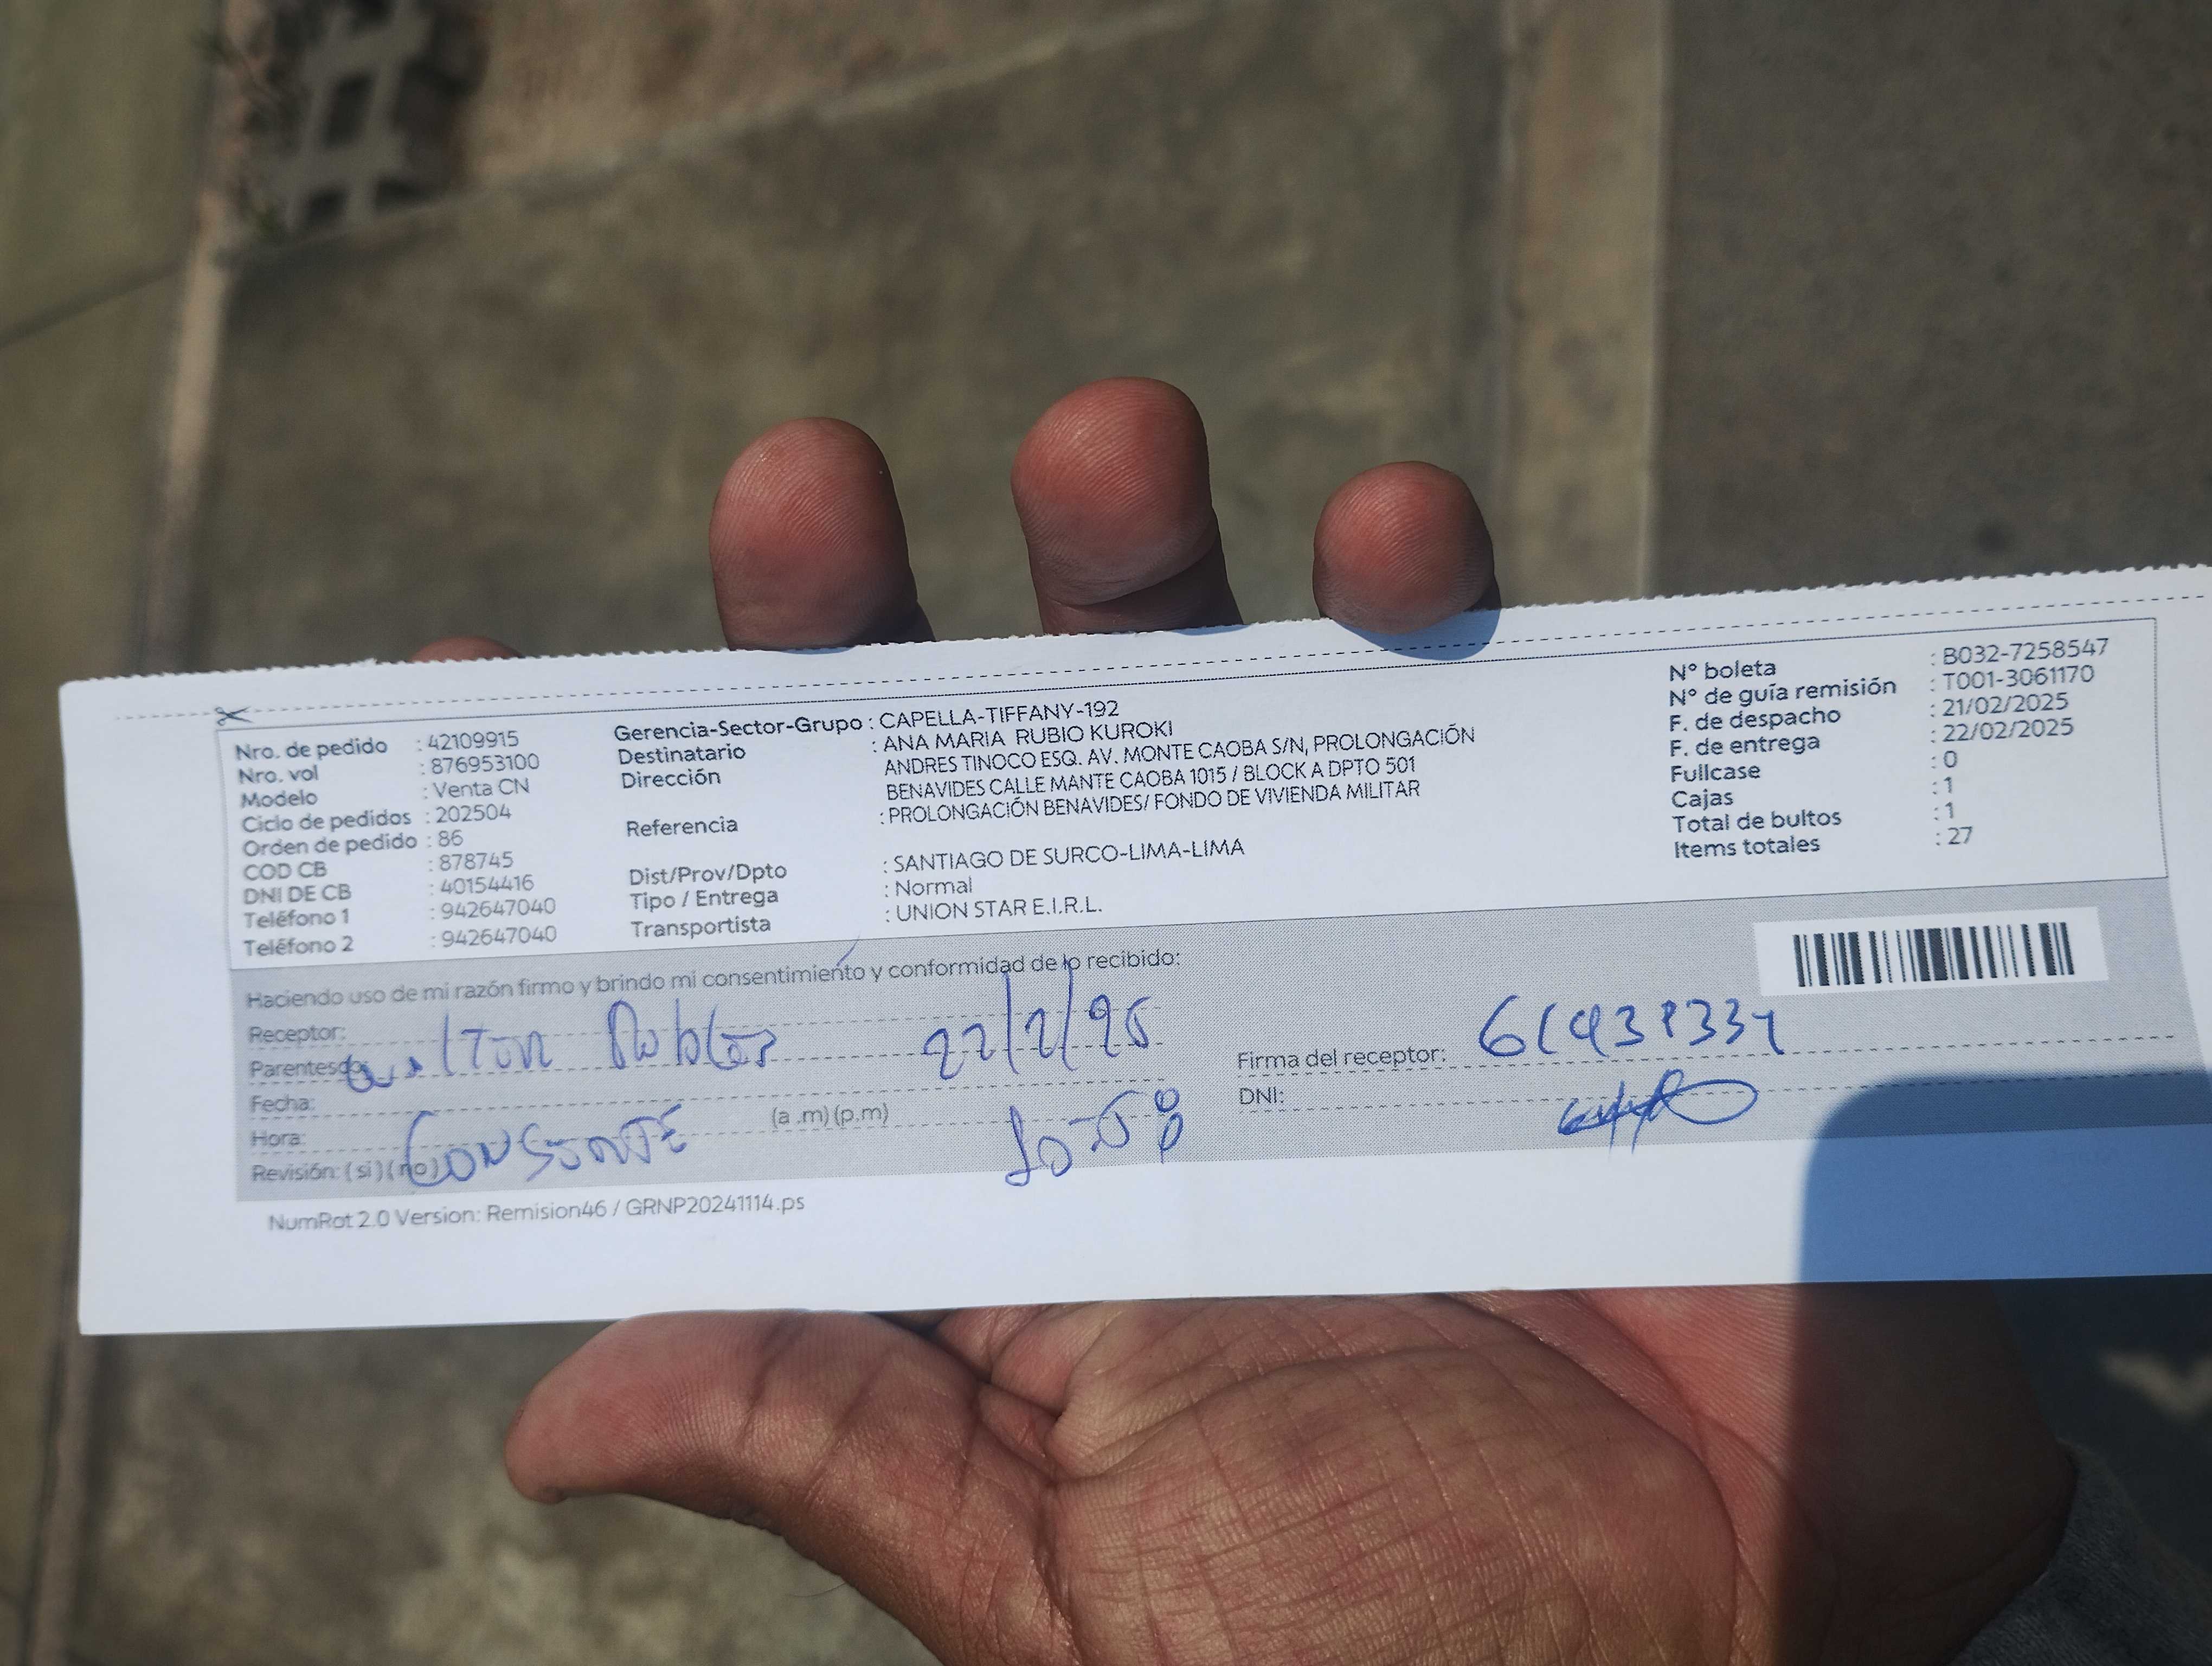 Nro. de pedido : 42109915
Nro. vol : 876953100
Modelo : Venta CN
Ciclo de pedidos : 202504
Orden de pedido : 86
COD CB : 878745
DNI DE CB : 40154416
Teléfono 1 : 942647040
Teléfono 2 : 942647040
Gerencia-Sector-Grupo : CAPELLA-TIFFANY-192
Destinatario : ANA MARIA RUBIO KUROKI
Dirección ANDRES TINOCO ESQ. AV. MONTE CAOBA S/N, PROLONGACIÓN
BENAVIDES CALLE MANTE CAOBA 1015 / BLOCK A DPTO 501
Referencia : PROLONGACIÓN BENAVIDES/ FONDO DE VIVIENDA MILITAR
Dist/Prov/Dpto : SANTIAGO DE SURCO-LIMA-LIMA
Tipo / Entrega : Normal
Transportista : UNION STAR E.I.R.L.
N° boleta : B032-7258547
N° de guía remisión : T001-3061170
F. de despacho : 21/02/2025
F. de entrega : 22/02/2025
Fullcase : 0
Cajas : 1
Total de bultos : 1
Items totales : 27
Haciendo uso de mi razón firmo y brindo mi consentimiento y conformidad de lo recibido:
Receptor:
Parentesco:
Robles
Fecha:
Hora: (a .m) (p.m)
Revisión: (si) (no)
Firma del receptor:
DNI:
NumRot 2.0 Version: Remision46 / GRNP20241114.ps